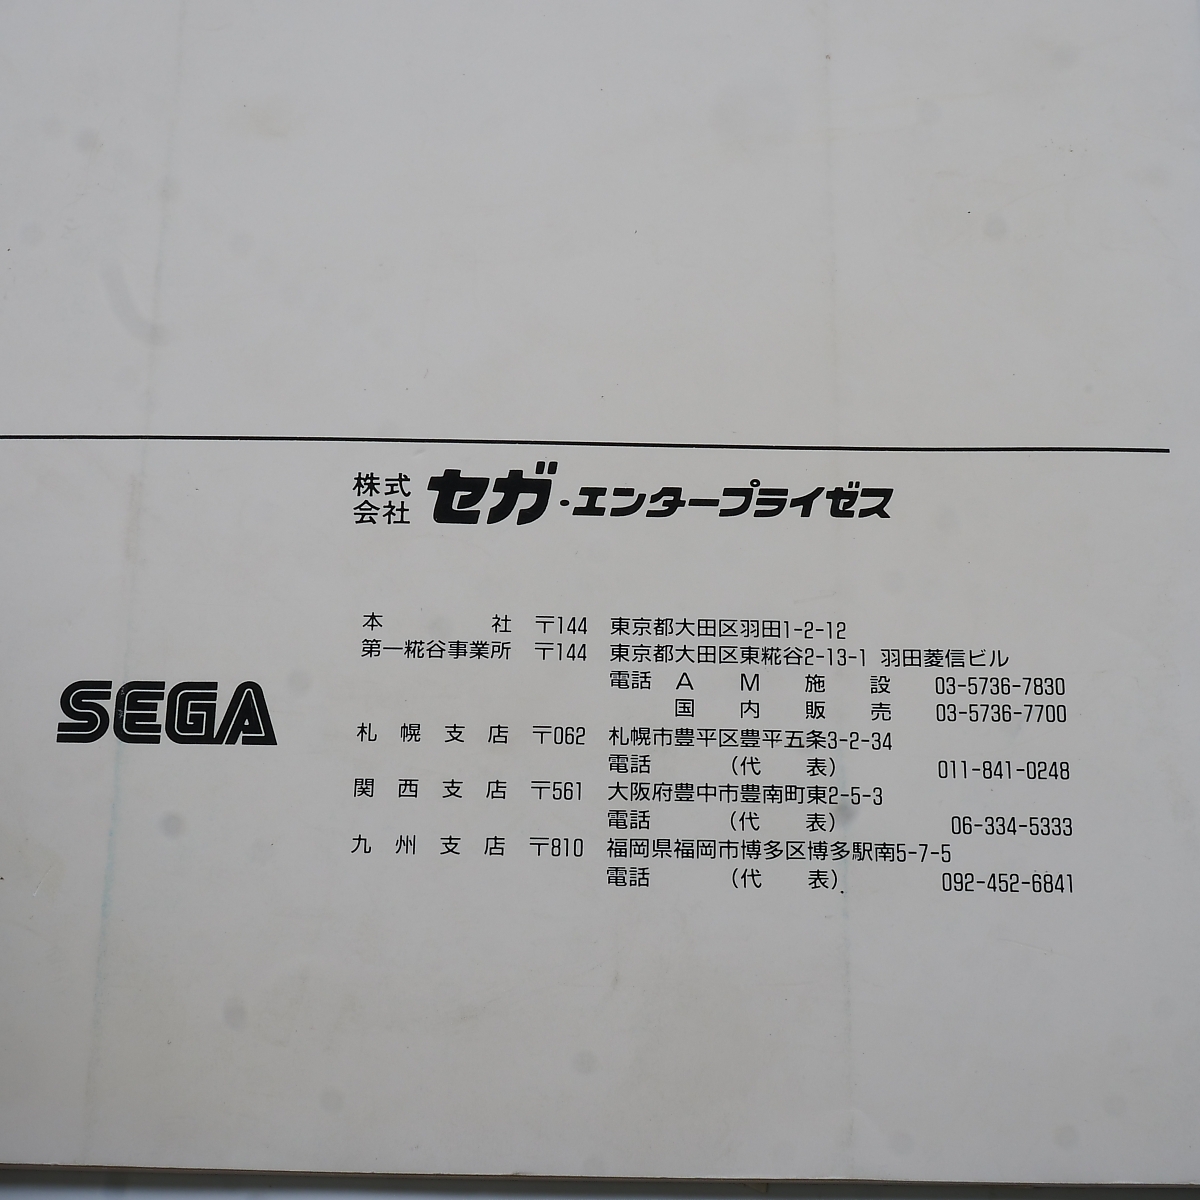 株式会社 セガ・エンタープライゼス
本社 〒144 東京都大田区羽田1-2-12
第一糀谷事業所 〒144 東京都大田区東糀谷2-13-1 羽田菱信ビル
電話 AM施設 03-5736-7830
国内販売 03-5736-7700
SEGA
札幌支店 〒062 札幌市豊平区豊平五条3-2-34
電話 (代表) 011-841-0248
関西支店 〒561 大阪府豊中市豊南町東2-5-3
電話 (代表) 06-334-5333
九州支店 〒810 福岡県福岡市博多区博多駅南5-7-5
電話 (代表) 092-452-6841